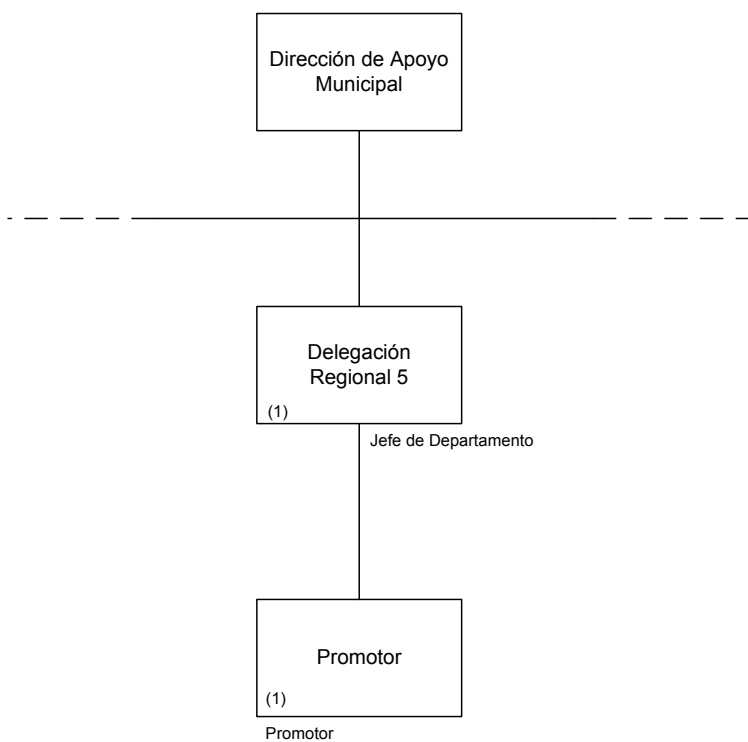 Dirección de Apoyo
Municipal
Delegación
Regional 5
(1)
Jefe de Departamento
Promotor
(1)
Promotor